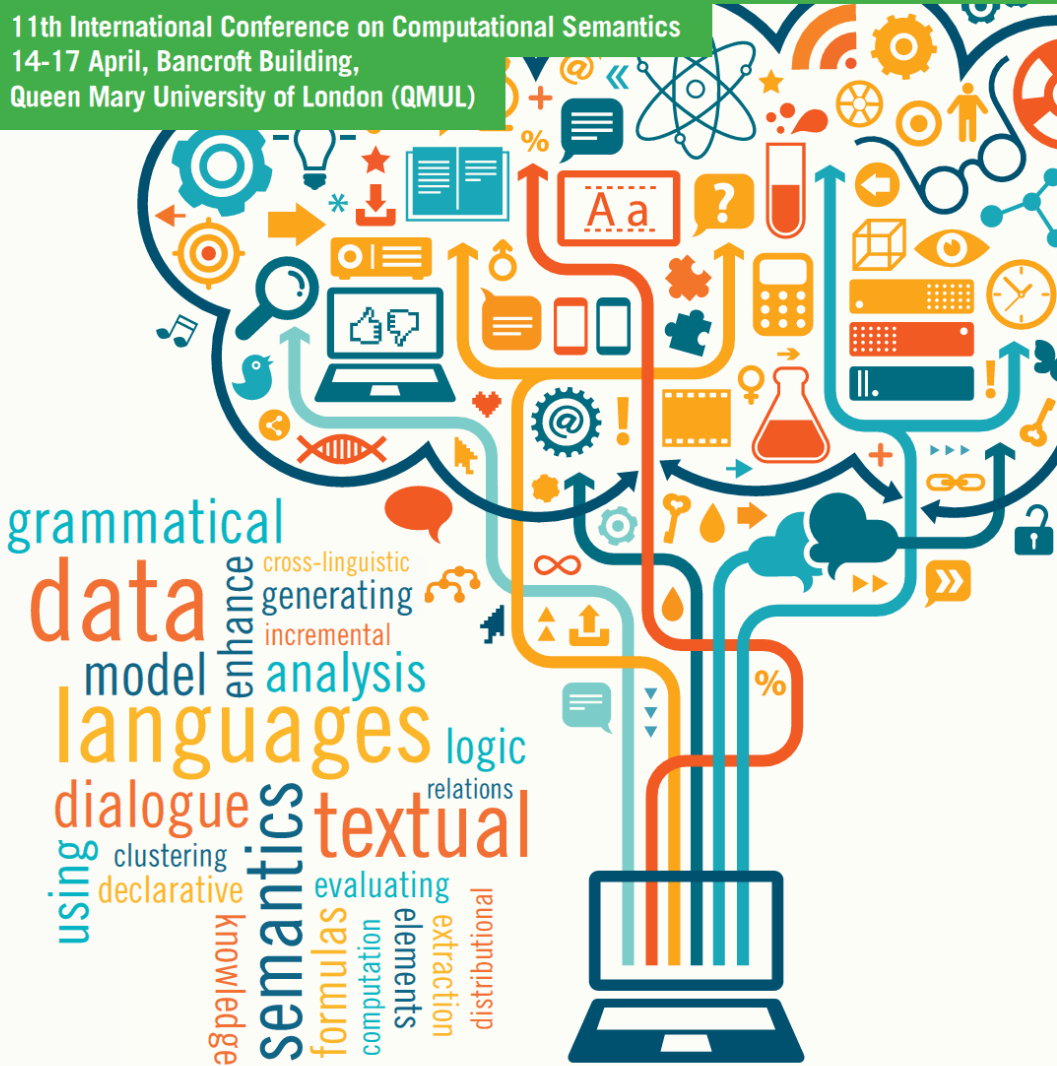 11th International Conference on Computational Semantics
14-17 April, Bancroft Building,
Queen Mary University of London (QMUL)
@
%
A a
?
@
!
!
%
grammatical
data
enhance
cross-linguistic
generating
incremental
model
analysis
languages
logic
dialogue
semantics
relations
textual
using
clustering
declarative
evaluating
knowledge
formulas
computation
elements
extraction
distributional